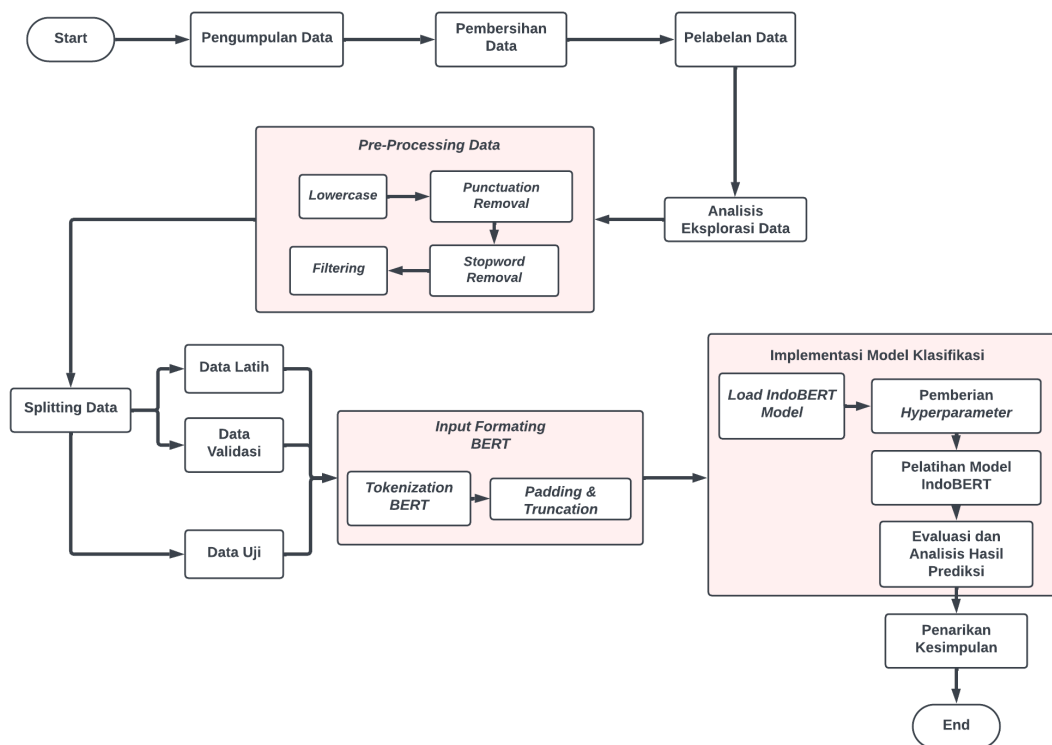 Start
Pengumpulan Data
Pembersihan
Data
Pelabelan Data
Analisis
Eksplorasi Data
Pre-Processing Data
Lowercase
Punctuation
Removal
Stopword
Removal
Filtering
Splitting Data
Data Latih
Data
Validasi
Data Uji
Input Formating
BERT
Tokenization
BERT
Padding &
Truncation
Implementasi Model Klasifikasi
Load IndoBERT
Model
Pemberian
Hyperparameter
Pelatihan Model
IndoBERT
Evaluasi dan
Analisis Hasil
Prediksi
Penarikan
Kesimpulan
End